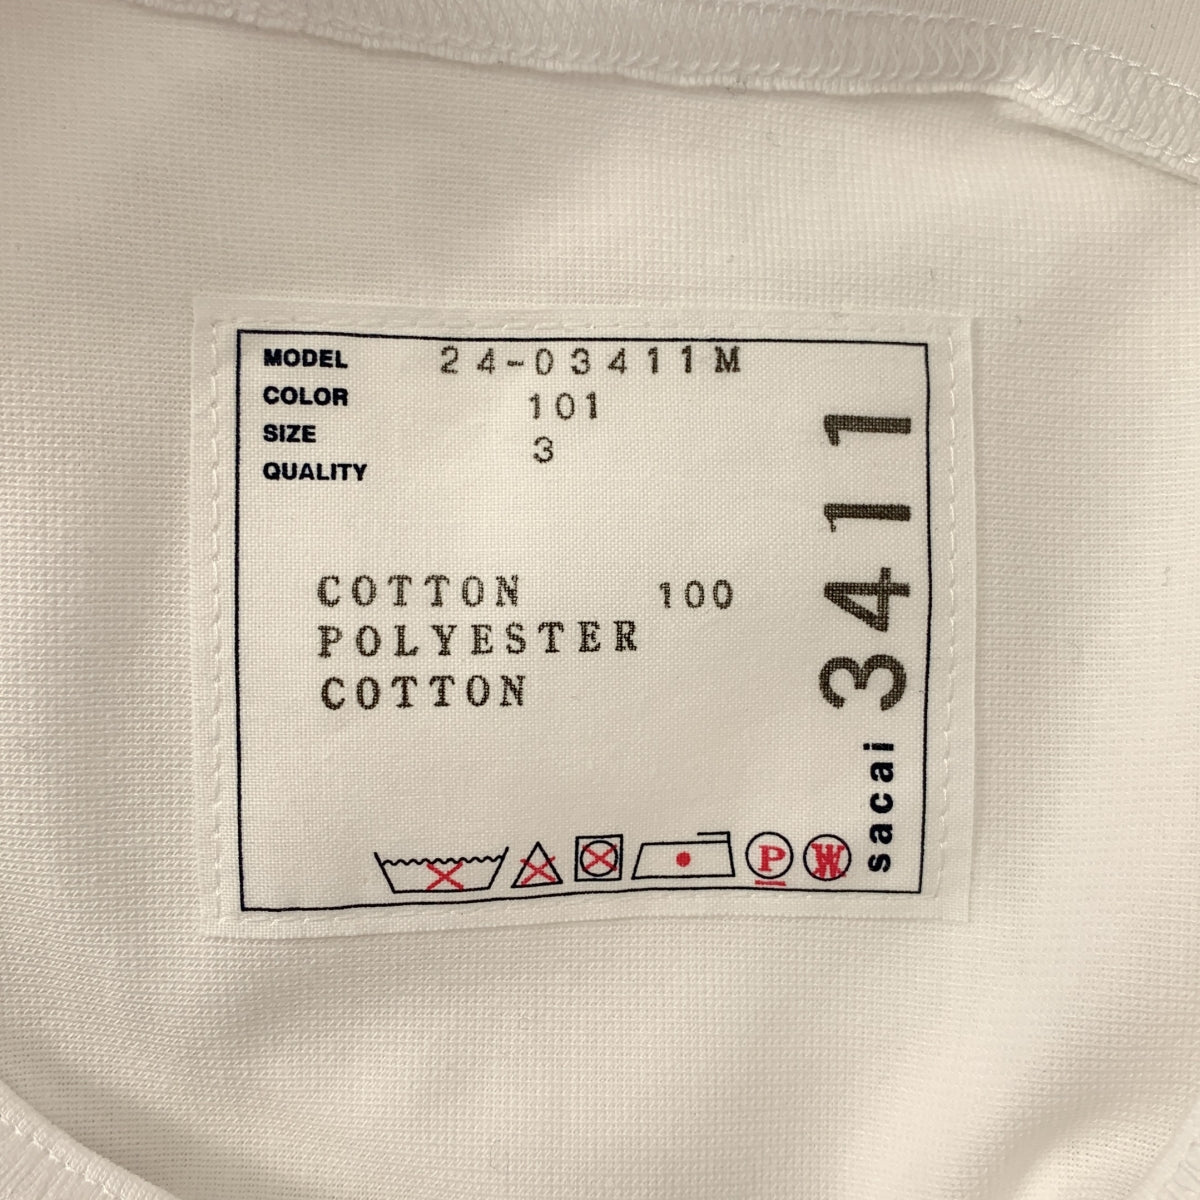 MODEL 24-03411M
COLOR 101
SIZE 3
QUALITY
COTTON 100
POLYESTER
COTTON
P W
sacai 3411